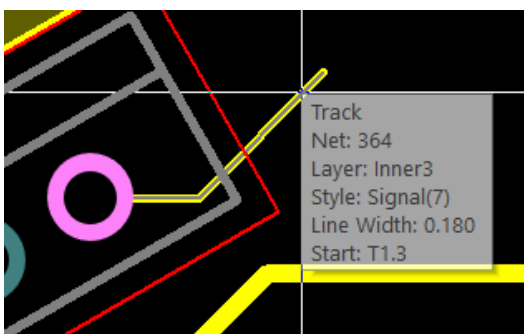 Track
Net: 364
Layer: Inner3
Style: Signal(7)
Line Width: 0.180
Start: T1.3